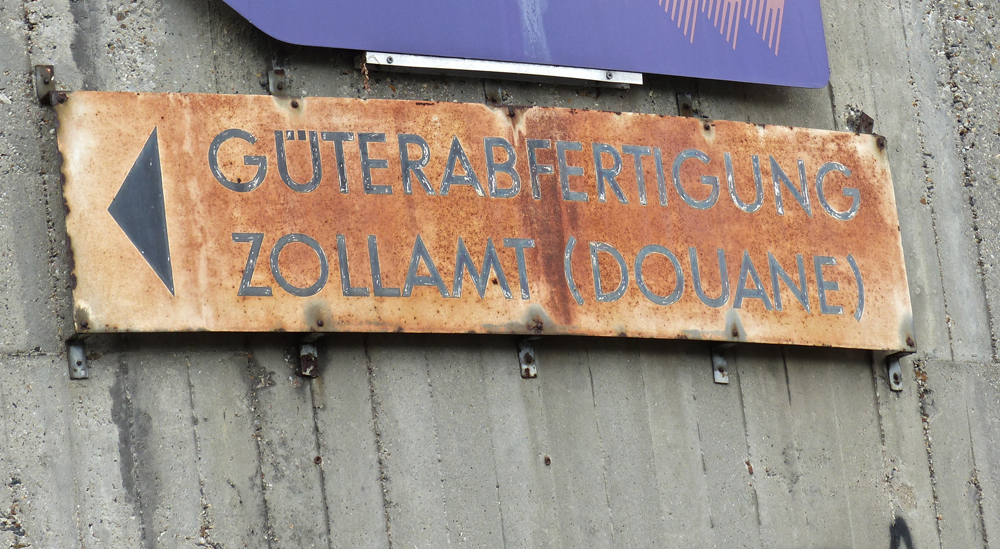 GÜTERABFERTIGUNG
ZOLLAMT (DOUANE)